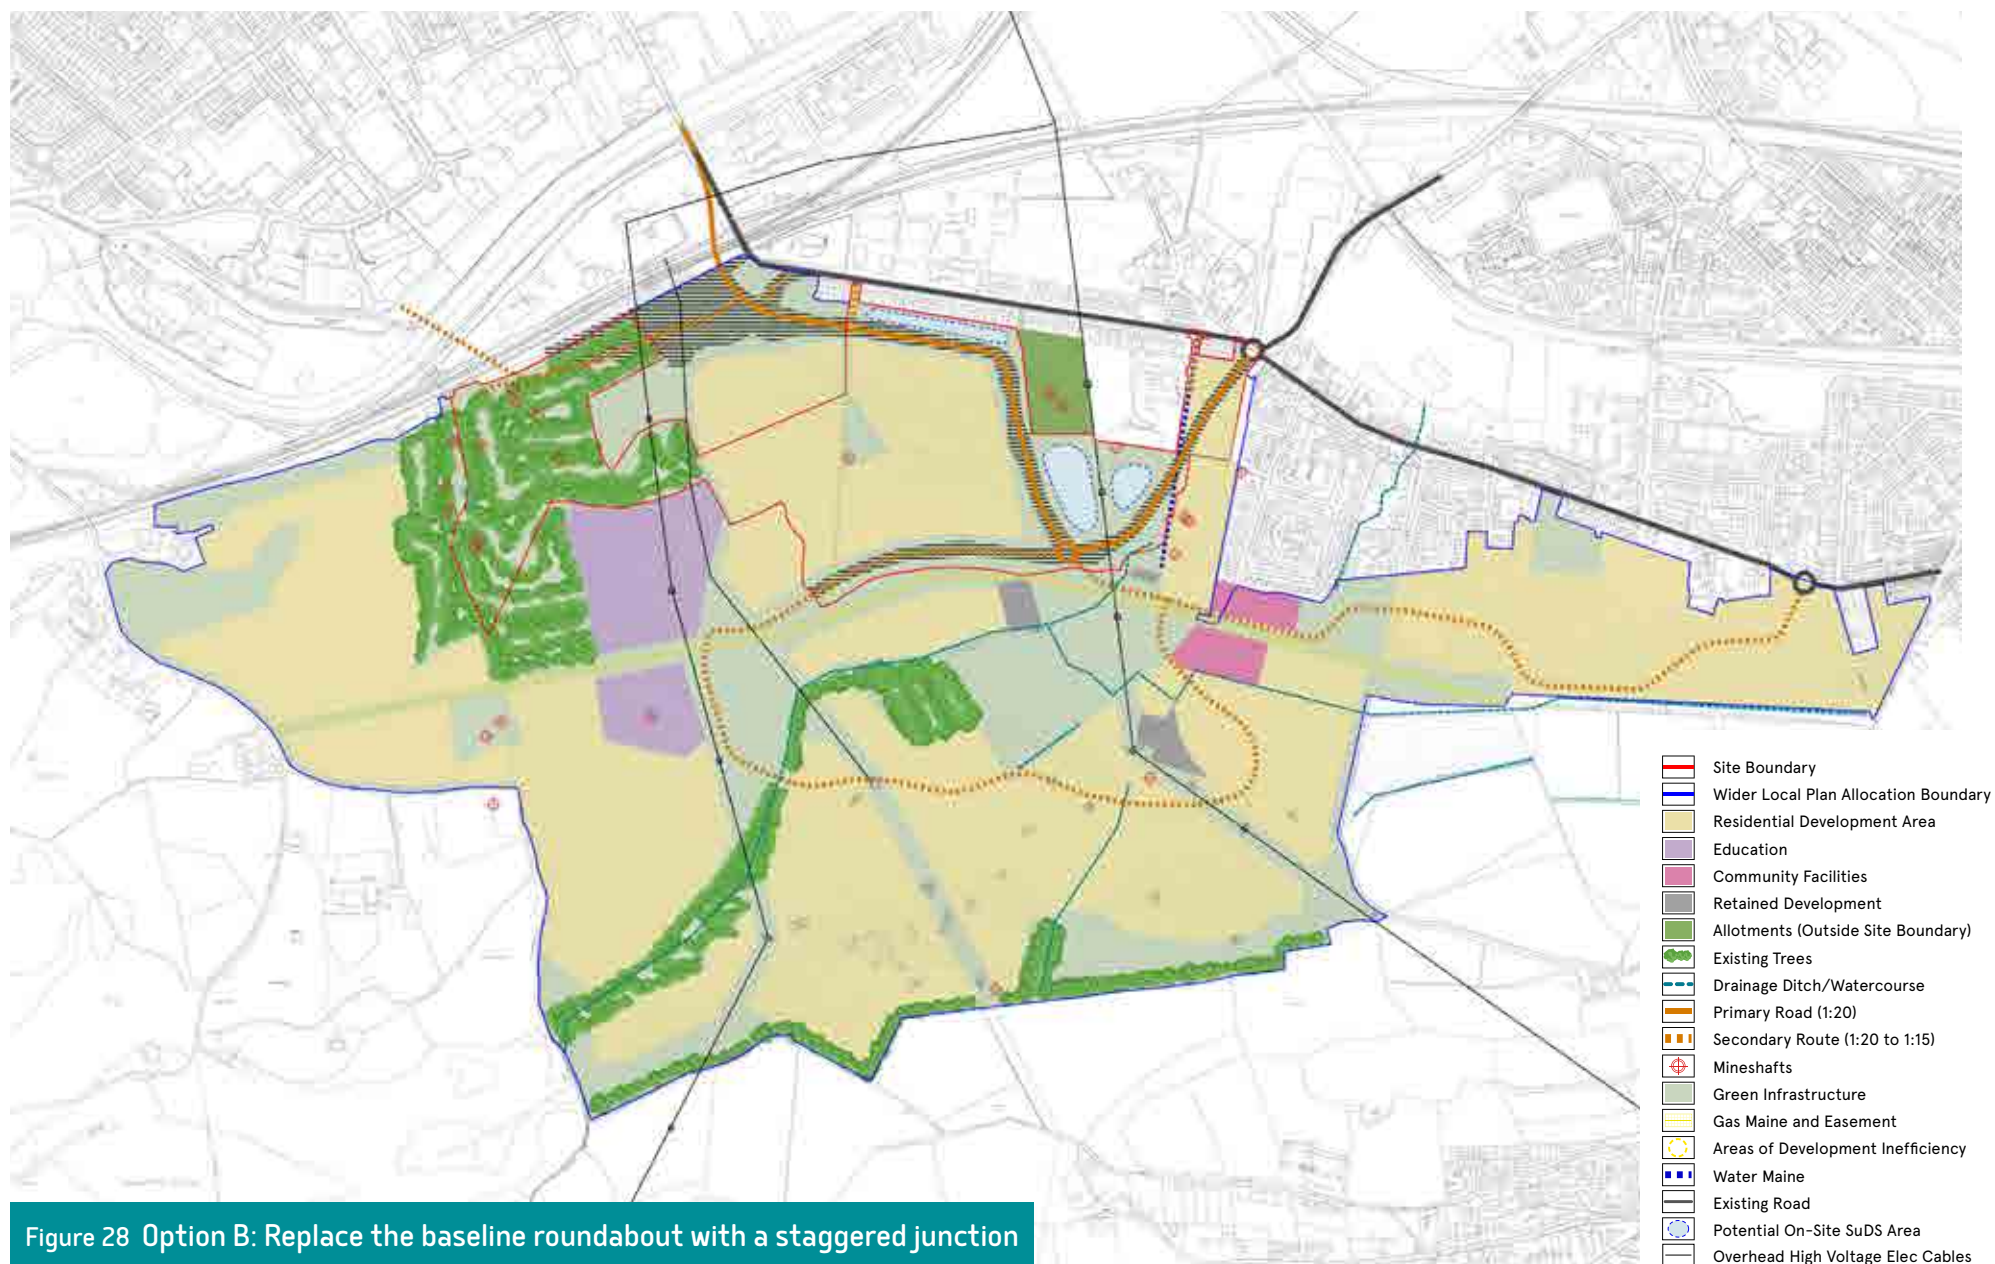 Site Boundary
Wider Local Plan Allocation Boundary
Residential Development Area
Education
Community Facilities
Retained Development
Allotments (Outside Site Boundary)
Existing Trees
Drainage Ditch/Watercourse
Primary Road (1:20)
Secondary Route (1:20 to 1:15)
Mineshafts
Green Infrastructure
Gas Maine and Easement
Areas of Development Inefficiency
Water Maine
Existing Road
Potential On-Site SuDS Area
Overhead High Voltage Elec Cables
Figure 28 Option B: Replace the baseline roundabout with a staggered junction